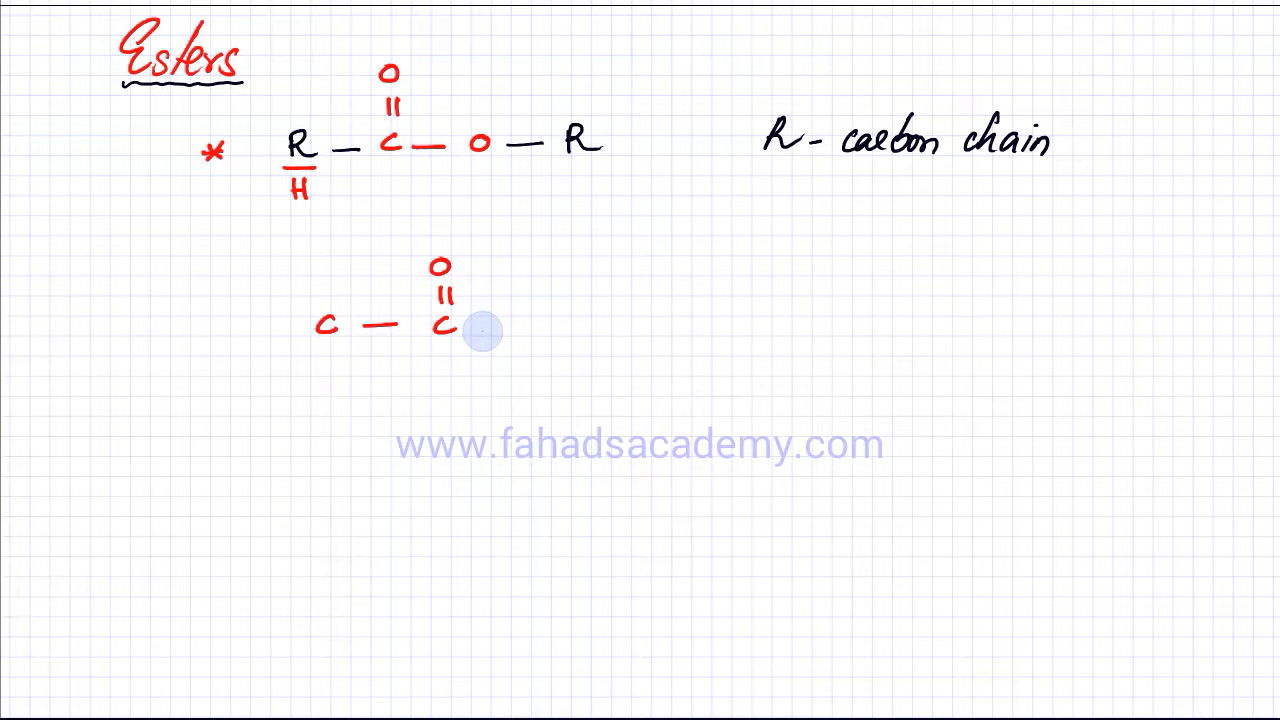 Esters
O
||
* R — C — O — R R - carbon chain
H
O
||
C — C
www.fahadsacademy.com